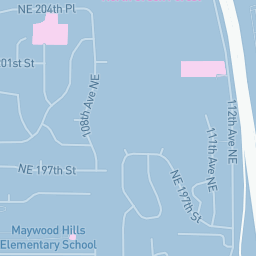 NE 204th Pl
201st St
108th Ave NE
112th Ave NE
111th Ave NE
NE 197th St
NE 197th St
Maywood Hills
Elementary School